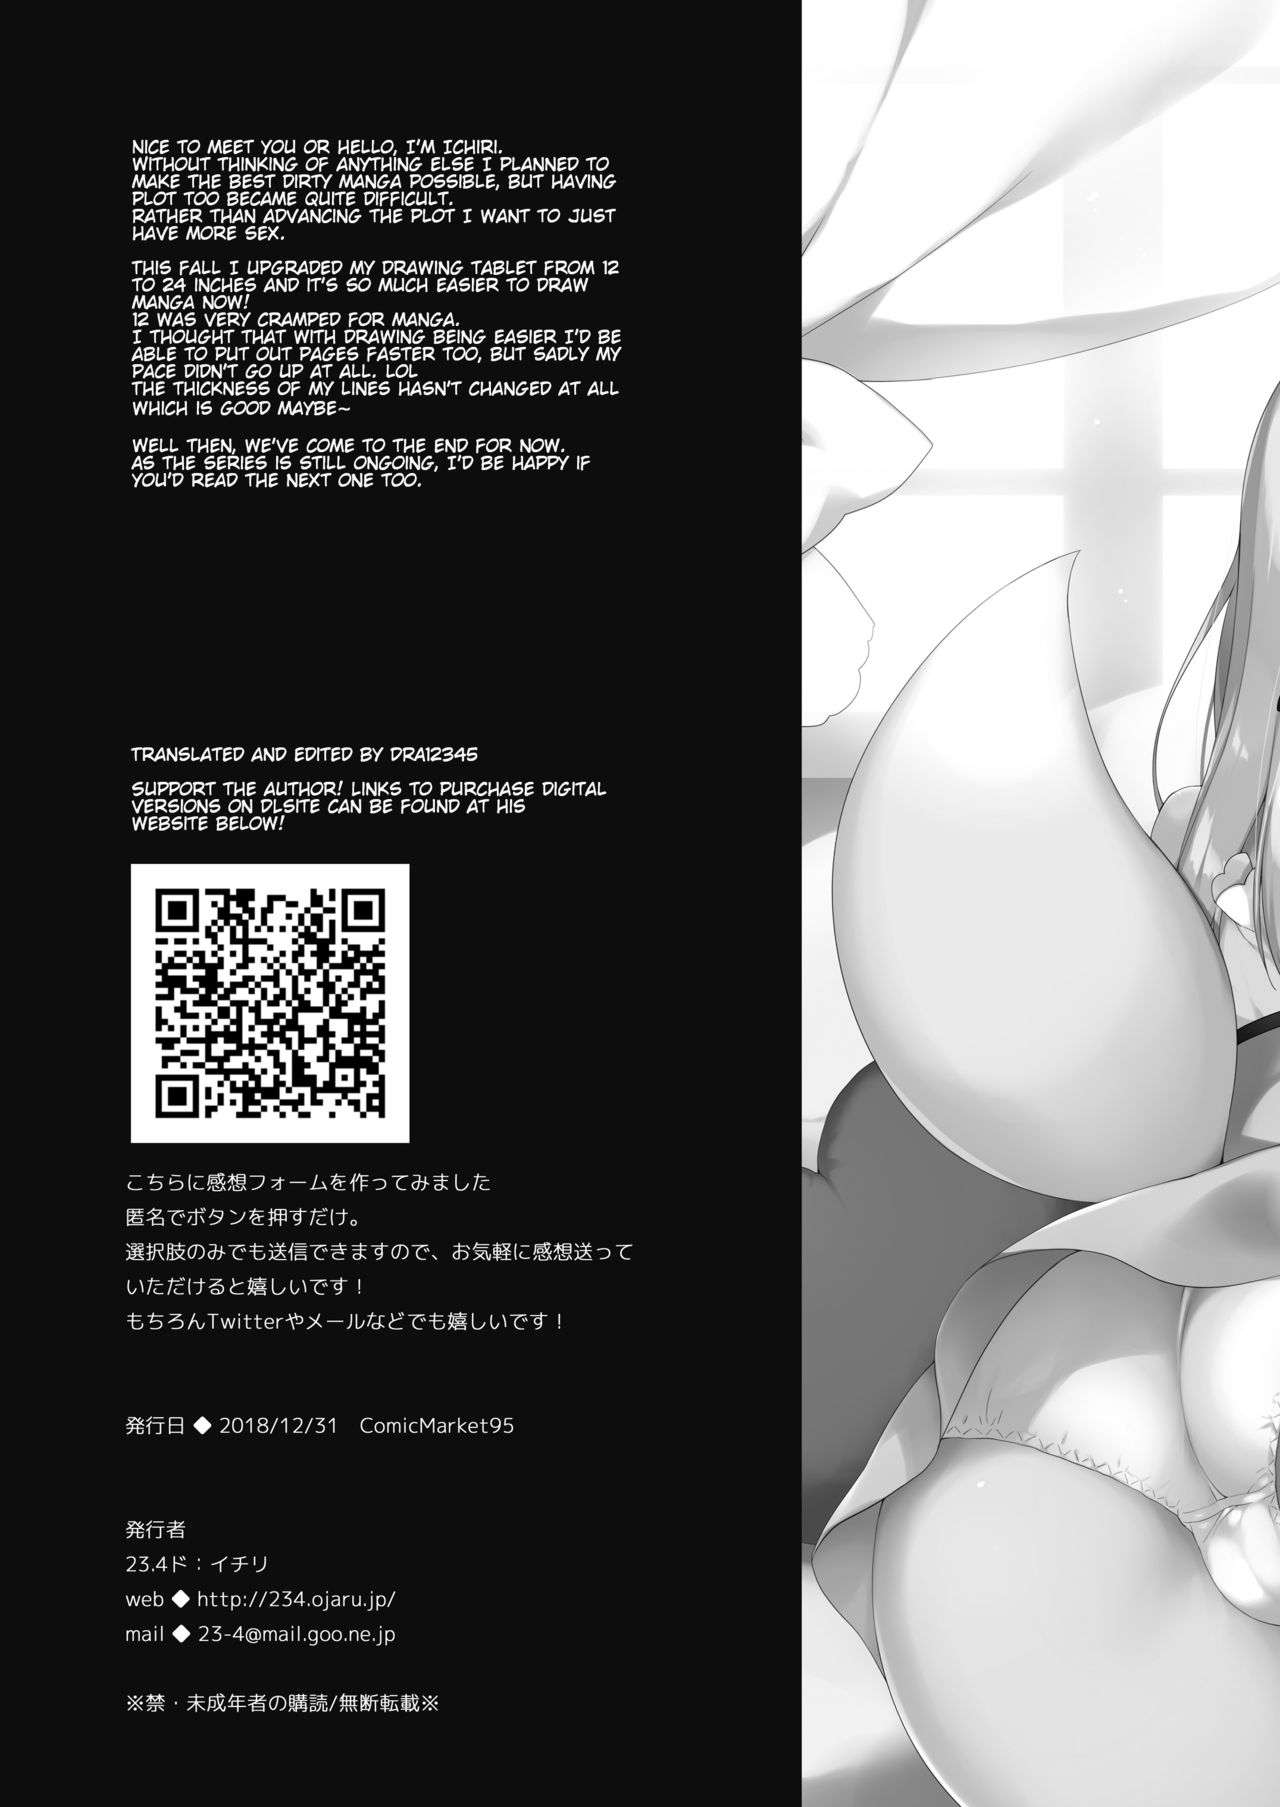 NICE TO MEET YOU OR HELLO, I'M ICHIRI.
WITHOUT THINKING OF ANYTHING ELSE I PLANNED TO
MAKE THE BEST DIRTY MANGA POSSIBLE, BUT HAVING
PLOT TOO BECAME QUITE DIFFICULT.
RATHER THAN ADVANCING THE PLOT I WANT TO JUST
HAVE MORE SEX.
THIS FALL I UPGRADED MY DRAWING TABLET FROM 12
TO 24 INCHES AND IT'S SO MUCH EASIER TO DRAW
MANGA NOW!
12 WAS VERY CRAMPED FOR MANGA.
I THOUGHT THAT WITH DRAWING BEING EASIER I'D BE
ABLE TO PUT OUT PAGES FASTER TOO, BUT SADLY MY
PACE DIDN'T GO UP AT ALL. LOL
THE THICKNESS OF MY LINES HASN'T CHANGED AT ALL
WHICH IS GOOD MAYBE~
WELL THEN, WE'VE COME TO THE END FOR NOW.
AS THE SERIES IS STILL ONGOING, I'D BE HAPPY IF
YOU'D READ THE NEXT ONE TOO.
TRANSLATED AND EDITED BY DRA12345
SUPPORT THE AUTHOR! LINKS TO PURCHASE DIGITAL
VERSIONS ON DLSITE CAN BE FOUND AT HIS
WEBSITE BELOW!
こちらに感想フォームを作ってみました
匿名でボタンを押すだけ。
選択肢のみでも送信できますので、お気軽に感想送って
いただけると嬉しいです！
もちろんTwitterやメールなどでも嬉しいです！
発行日 ◆ 2018/12/31　ComicMarket95
発行者
23.4ド：イチリ
web ◆ http://234.ojaru.jp/
mail ◆ 23-4@mail.goo.ne.jp
※禁・未成年者の購読/無断転載※